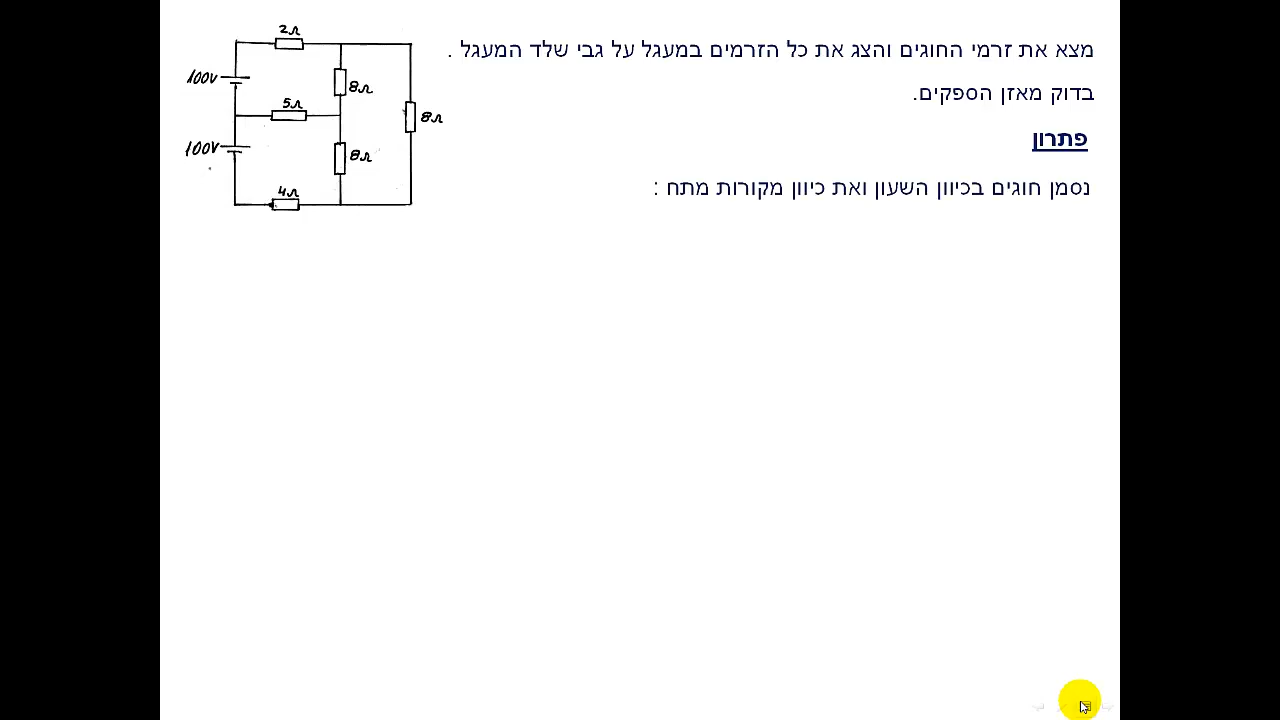 מצא את זרמי החוגים והצג את כל הזרמים במעגל על גבי שלד המעגל .
בדוק מאזן הספקים.
פתרון
נסמן חוגים בכיוון השעון ואת כיוון מקורות מתח :
2Ω
100V
8Ω
5Ω
8Ω
100V
8Ω
4Ω